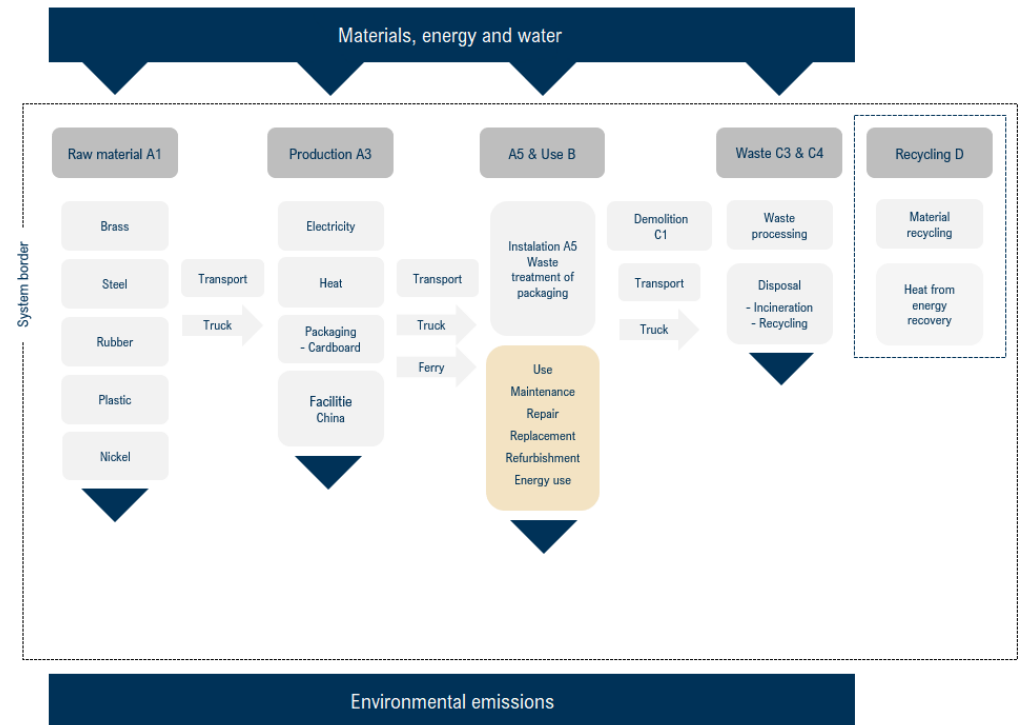 Materials, energy and water
System border
Raw material A1
Brass
Steel
Rubber
Plastic
Nickel
Transport
Truck
Production A3
Electricity
Heat
Packaging
- Cardboard
Facilitie
China
Transport
Truck
Ferry
A5 & Use B
Instalation A5
Waste
treatment of
packaging
Use
Maintenance
Repair
Replacement
Refurbishment
Energy use
Demolition
C1
Transport
Truck
Waste C3 & C4
Waste
processing
Disposal
- Incineration
- Recycling
Recycling D
Material
recycling
Heat from
energy
recovery
Environmental emissions